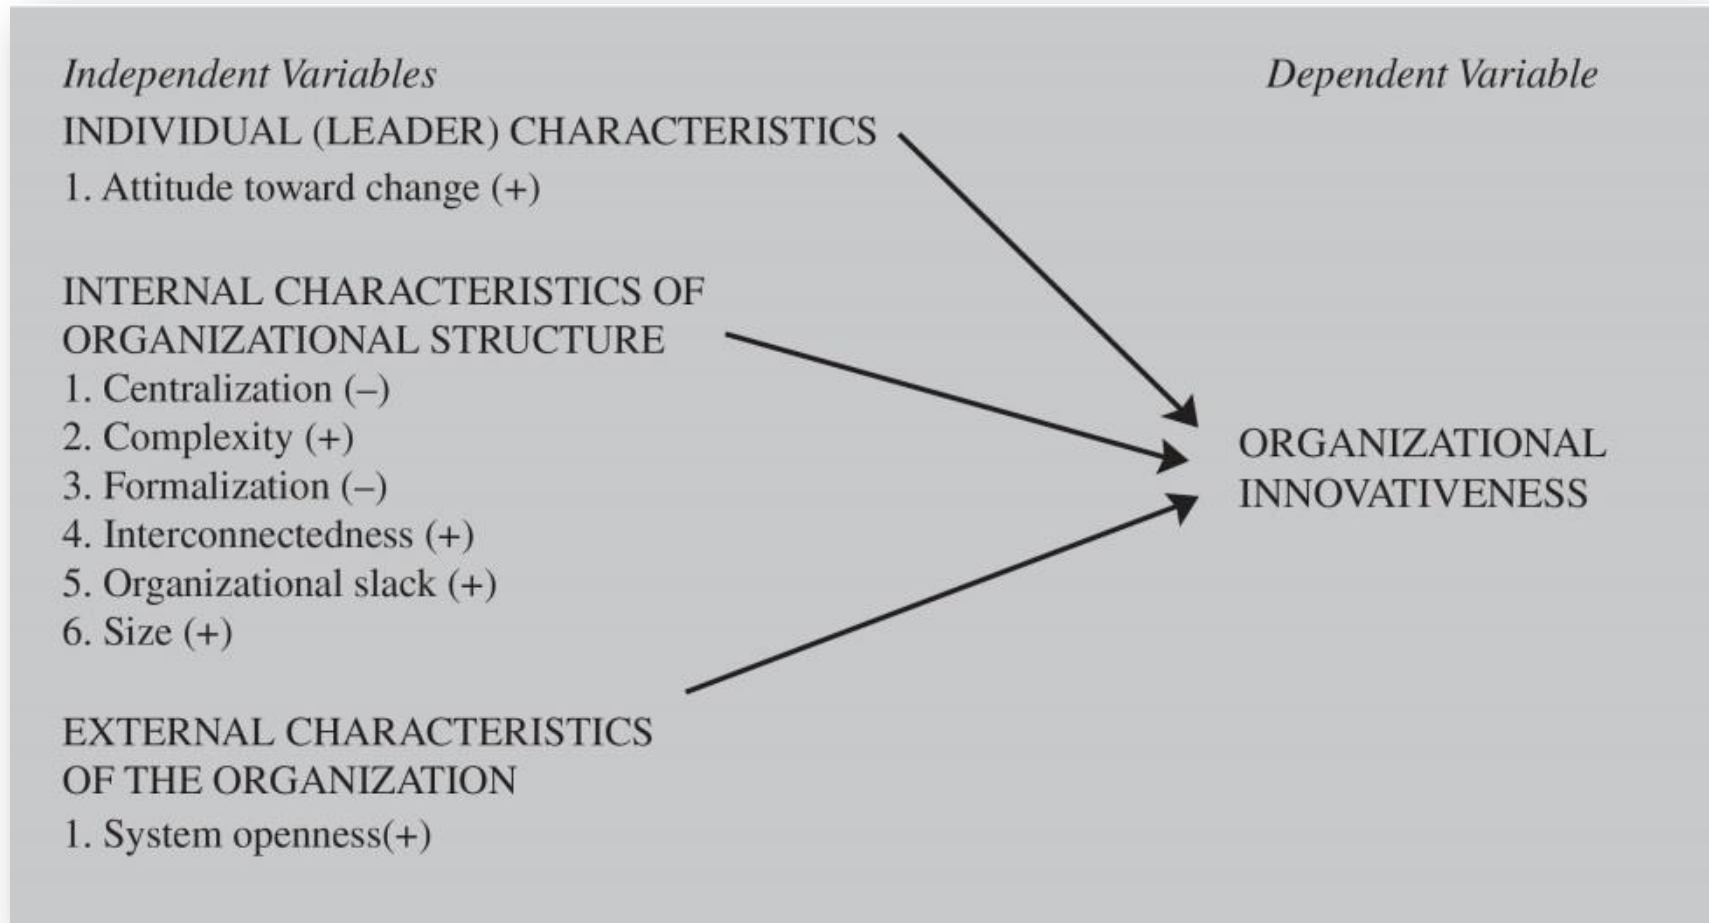 Independent Variables
Dependent Variable
INDIVIDUAL (LEADER) CHARACTERISTICS
1. Attitude toward change (+)
INTERNAL CHARACTERISTICS OF
ORGANIZATIONAL STRUCTURE
1. Centralization (–)
2. Complexity (+)
3. Formalization (–)
4. Interconnectedness (+)
5. Organizational slack (+)
6. Size (+)
EXTERNAL CHARACTERISTICS
OF THE ORGANIZATION
1. System openness(+)
ORGANIZATIONAL
INNOVATIVENESS